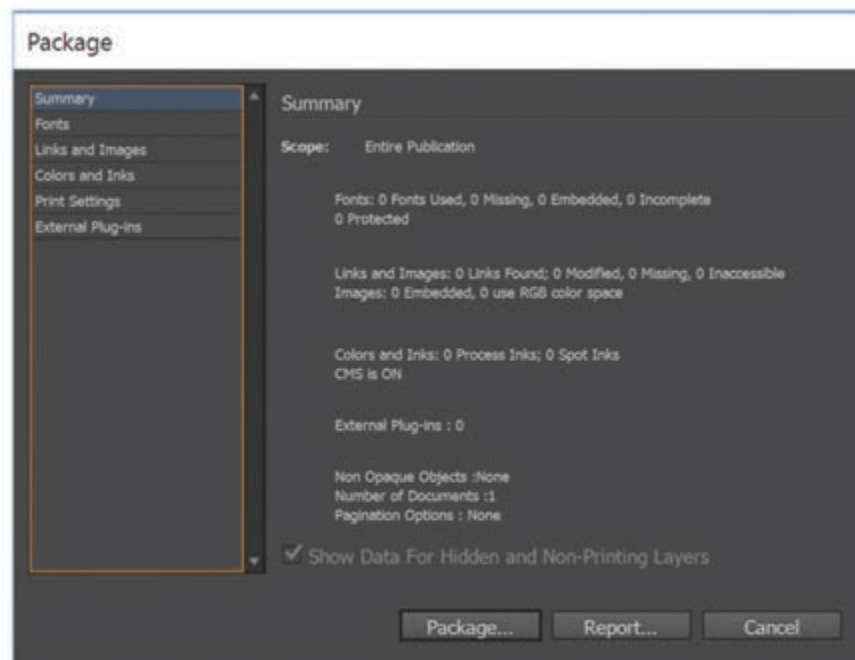 Package
Summary
Fonts
Links and Images
Colors and Inks
Print Settings
External Plug-ins
Summary
Scope: Entire Publication
Fonts: 0 Fonts Used, 0 Missing, 0 Embedded, 0 Incomplete
0 Protected
Links and Images: 0 Links Found; 0 Modified, 0 Missing, 0 Inaccessible
Images: 0 Embedded, 0 use RGB color space
Colors and Inks: 0 Process Inks; 0 Spot Inks
CMS is ON
External Plug-ins : 0
Non Opaque Objects :None
Number of Documents :1
Pagination Options : None
Show Data For Hidden and Non-Printing Layers
Package... Report... Cancel